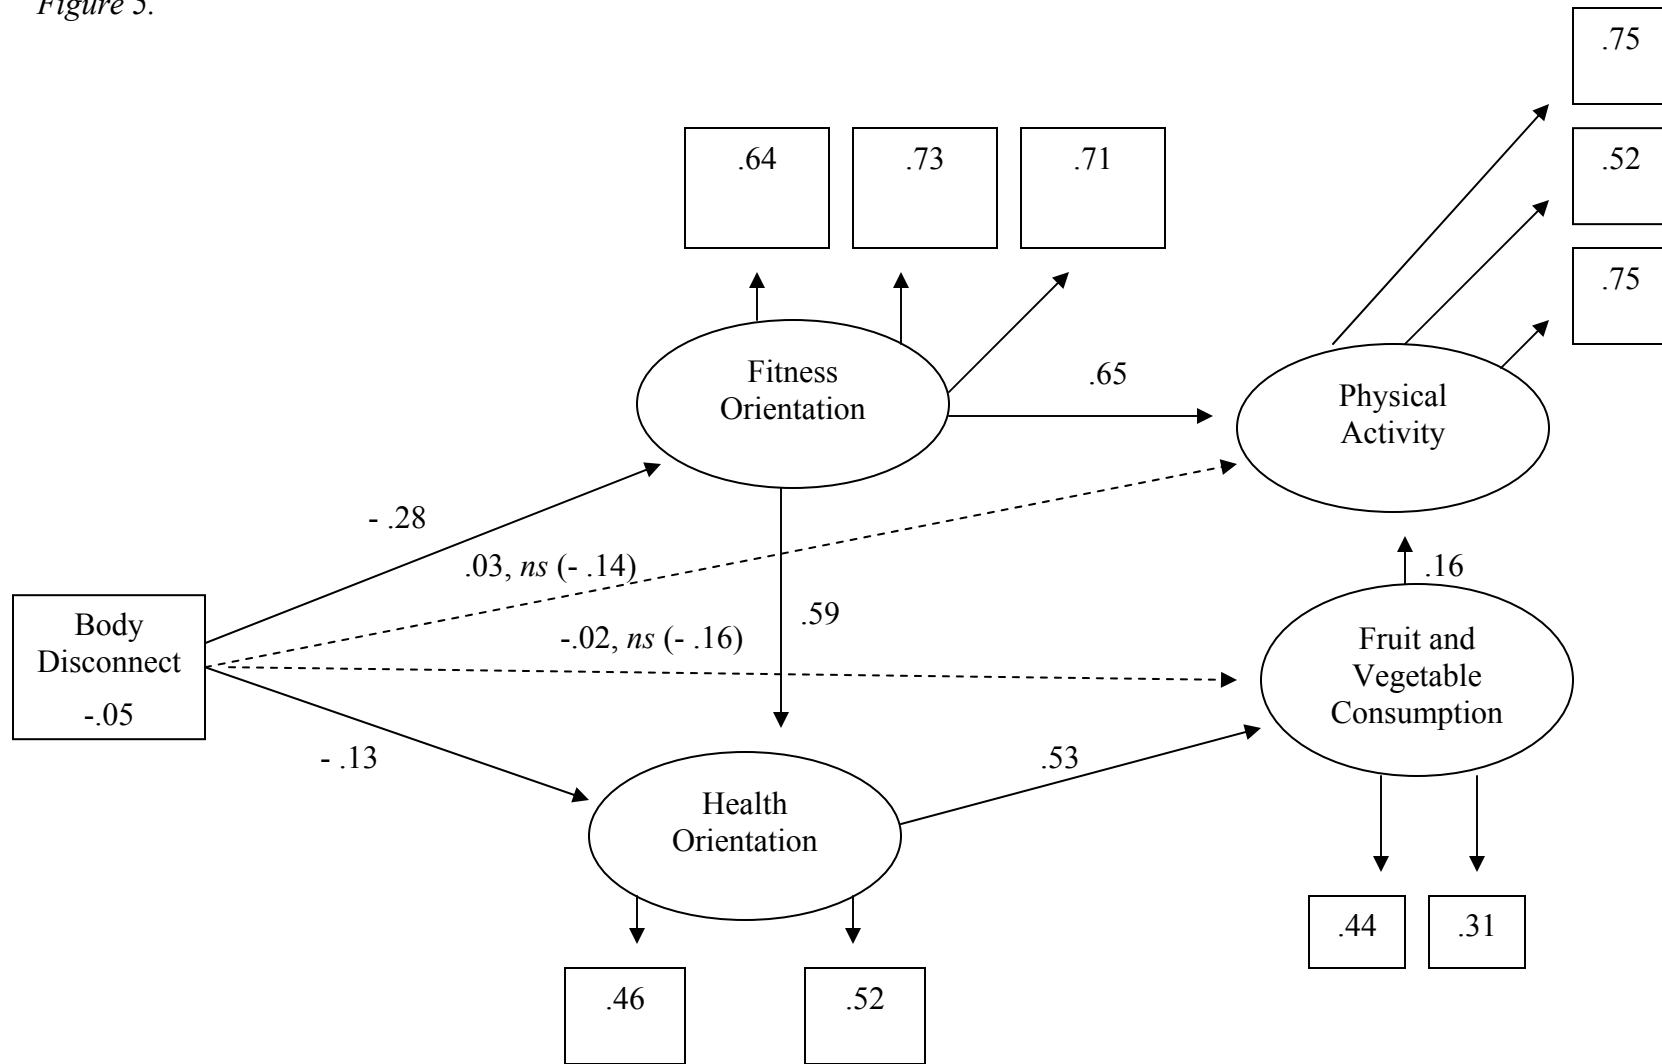 Figure 5.
.75
.64
.73
.71
.52
.75
Fitness
Orientation
.65
Physical
Activity
- .28
.03, ns (- .14)
.16
.59
-.02, ns (- .16)
Body
Disconnect
-.05
Fruit and
Vegetable
Consumption
- .13
.53
Health
Orientation
.44
.31
.46
.52